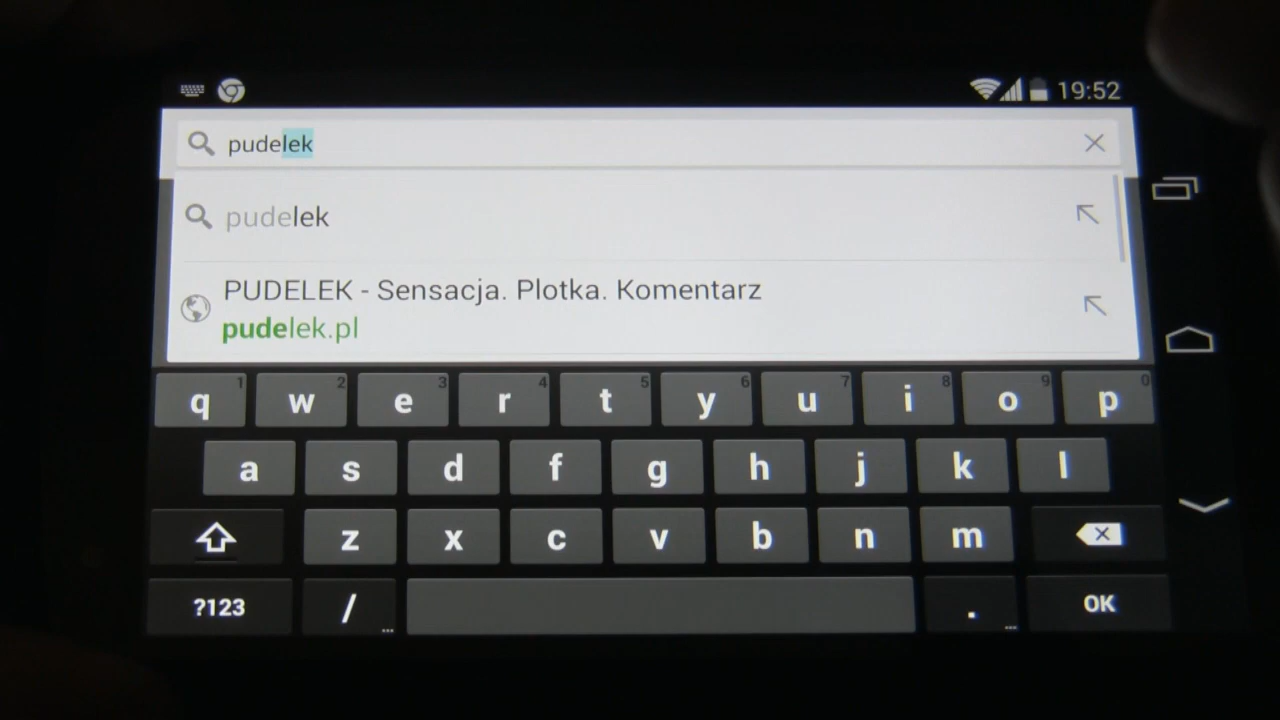 19:52
pudelek
pudelek
PUDELEK - Sensacja. Plotka. Komentarz
pudelek.pl
q 1 w 2 e 3 r 4 t 5 y 6 u 7 i 8 o 9 p 0
a s d f g h j k l
z x c v b n m
?123 / ... . ... OK